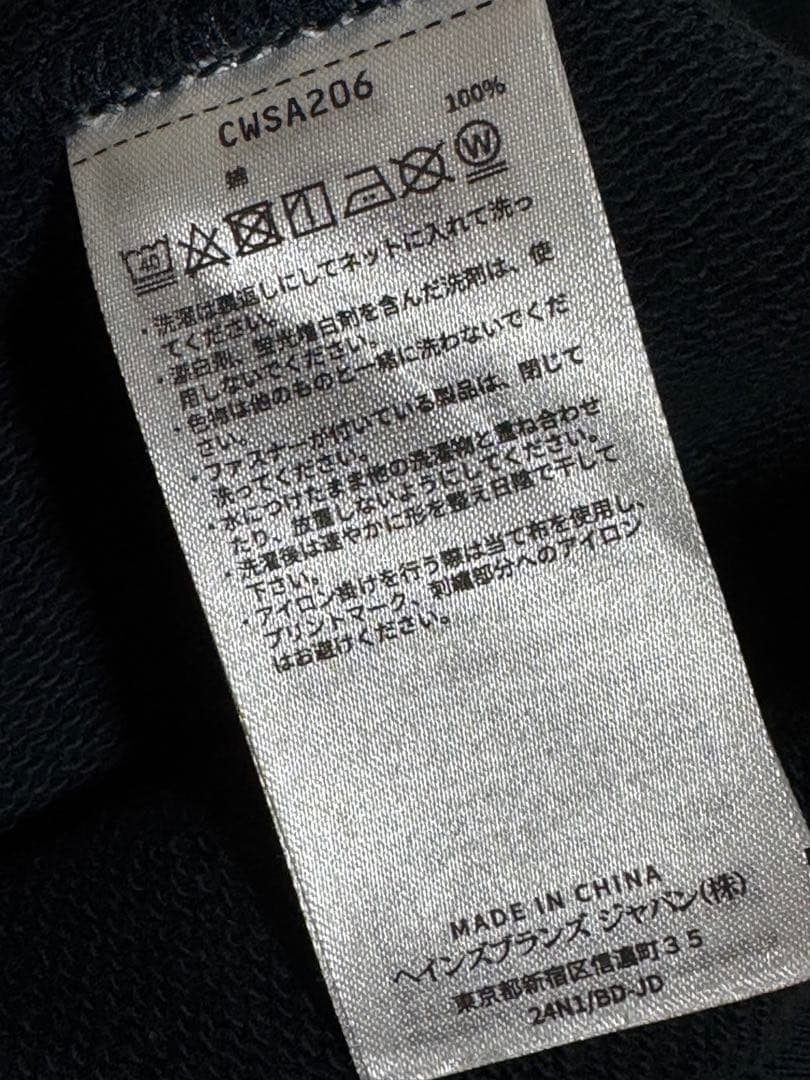 CWSA206
綿 100%
40 W
・洗濯は裏返しにしてネットに入れて洗っ
てください。
・漂白剤、蛍光増白剤を含んだ洗剤は、使
用しないでください。
・色物は他のものと一緒に洗わないでくだ
さい。
・ファスナーが付いている製品は、閉じて
洗ってください。
・水につけたまま他の洗濯物と重ね合わせ
たり、放置しないようにしてください。
・洗濯後は速やかに形を整え日陰で干して
下さい。
・アイロン掛けを行う際は当て布を使用し、
プリントマーク、刺繍部分へのアイロン
はお避けください。
MADE IN CHINA
ヘインズブランズ ジャパン(株)
東京都新宿区信濃町35
24N1/BD-JD